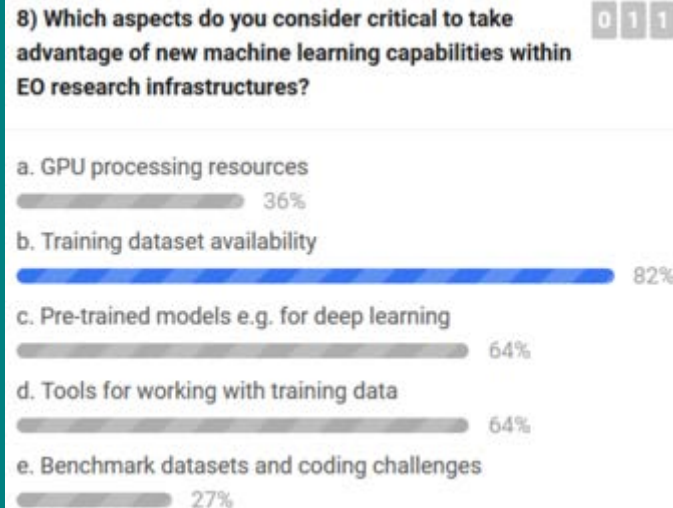 8) Which aspects do you consider critical to take
0 1 1
advantage of new machine learning capabilities within
EO research infrastructures?
a. GPU processing resources
36%
b. Training dataset availability
82%
c. Pre-trained models e.g. for deep learning
64%
d. Tools for working with training data
64%
e. Benchmark datasets and coding challenges
27%